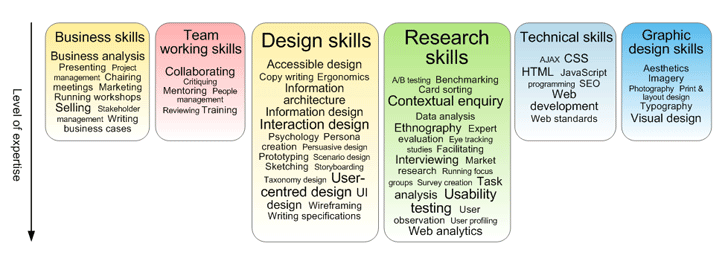 Level of expertise
Business skills
Business analysis
Presenting Project
management Chairing
meetings Marketing
Running workshops
Selling Stakeholder
management Writing
business cases
Team
working skills
Collaborating
Critiquing
Mentoring People
management
Reviewing Training
Design skills
Accessible design
Copy writing Ergonomics
Information
architecture
Information design
Interaction design
Psychology Persona
creation Persuasive design
Prototyping Scenario design
Sketching Storyboarding
Taxonomy design User-
centred design UI
design Wireframing
Writing specifications
Research
skills
A/B testing Benchmarking
Card sorting
Contextual enquiry
Data analysis
Ethnography Expert
evaluation Eye tracking
studies Facilitating
Interviewing Market
research Running focus
groups Survey creation Task
analysis Usability
testing User
observation User profiling
Web analytics
Technical skills
AJAX CSS
HTML JavaScript
programming SEO
Web
development
Web standards
Graphic
design skills
Aesthetics
Imagery
Photography Print &
layout design
Typography
Visual design